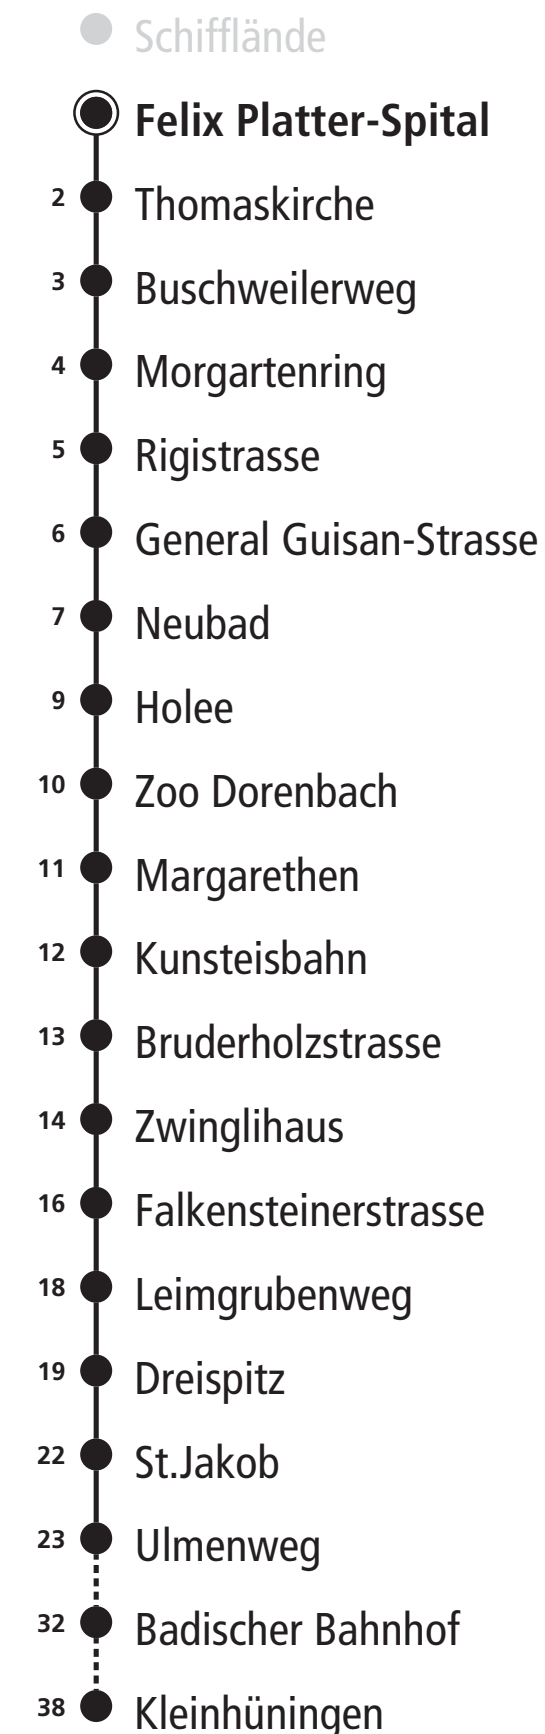 Schifflände
Felix Platter-Spital
2 Thomaskirche
3 Buschweilerweg
4 Morgartenring
5 Rigistrasse
6 General Guisan-Strasse
7 Neubad
9 Holee
10 Zoo Dorenbach
11 Margarethen
12 Kunsteisbahn
13 Bruderholzstrasse
14 Zwinglihaus
16 Falkensteinerstrasse
18 Leimgrubenweg
19 Dreispitz
22 St.Jakob
23 Ulmenweg
32 Badischer Bahnhof
38 Kleinhüningen